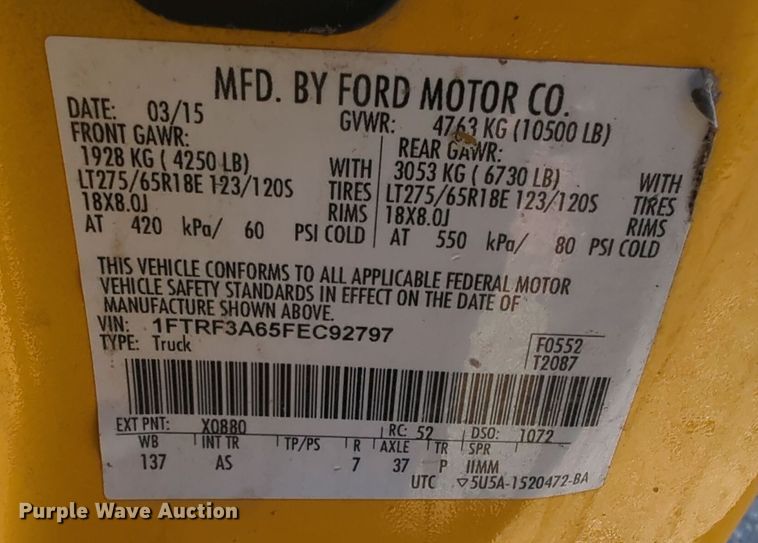 MFD. BY FORD MOTOR CO.
DATE: 03/15 GVWR: 4763 KG (10500 LB)
FRONT GAWR: REAR GAWR:
1928 KG ( 4250 LB) WITH 3053 KG ( 6730 LB) WITH
LT275/65R18E 123/120S TIRES LT275/65R18E 123/120S TIRES
18X8.0J RIMS 18X8.0J RIMS
AT 420 kPa/ 60 PSI COLD AT 550 kPa/ 80 PSI COLD
THIS VEHICLE CONFORMS TO ALL APPLICABLE FEDERAL MOTOR
VEHICLE SAFETY STANDARDS IN EFFECT ON THE DATE OF
MANUFACTURE SHOWN ABOVE.
VIN: 1FTRF3A65FEC92797
TYPE: Truck F0552
T2087
EXT PNT: X0880 RC: 52 DSO: 1072
WB INT TR TP/PS R AXLE TR SPR
137 AS 7 37 P IIMM
UTC ▽5U5A-1520472-BA
Purple Wave Auction